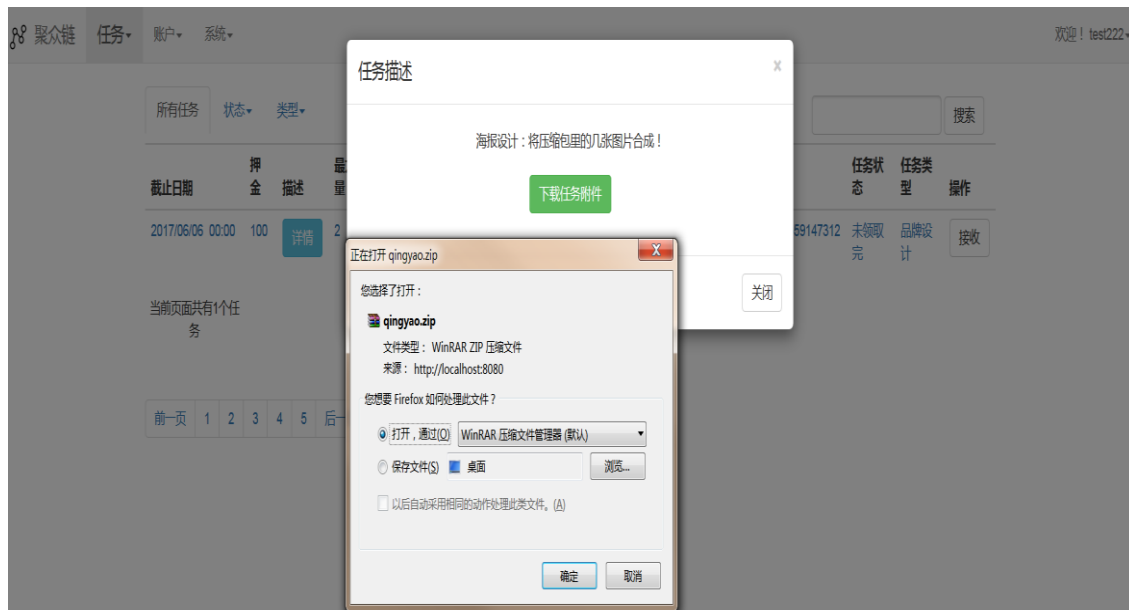 聚众链 任务 账户 系统 欢迎！test222
任务描述 x
所有任务 状态 类型 搜索
海报设计：将压缩包里的几张图片合成！
下载任务附件
截止日期 押金 描述 最 量 任务状态 任务类型 操作
2017/06/06 00:00 100 详情 2 59147312 未领取完 品牌设计 接收
正在打开 qingyao.zip X
关闭
您选择了打开：
qingyao.zip
文件类型： WinRAR ZIP 压缩文件
来源： http://localhost:8080
当前页面共有1个任
务
您想要 Firefox 如何处理此文件？
前一页 1 2 3 4 5 后一
打开，通过(O) WinRAR 压缩文件管理器 (默认)
保存文件(S) 桌面 浏览...
以后自动采用相同的动作处理此类文件。(A)
确定 取消